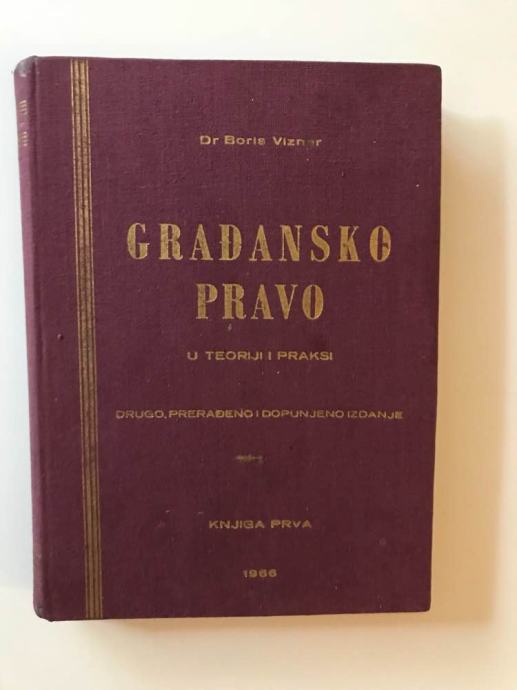 Dr Boris Vizner
GRAĐANSKO
PRAVO
U TEORIJI I PRAKSI
DRUGO, PRERAĐENO I DOPUNJENO IZDANJE
KNJIGA PRVA
1966